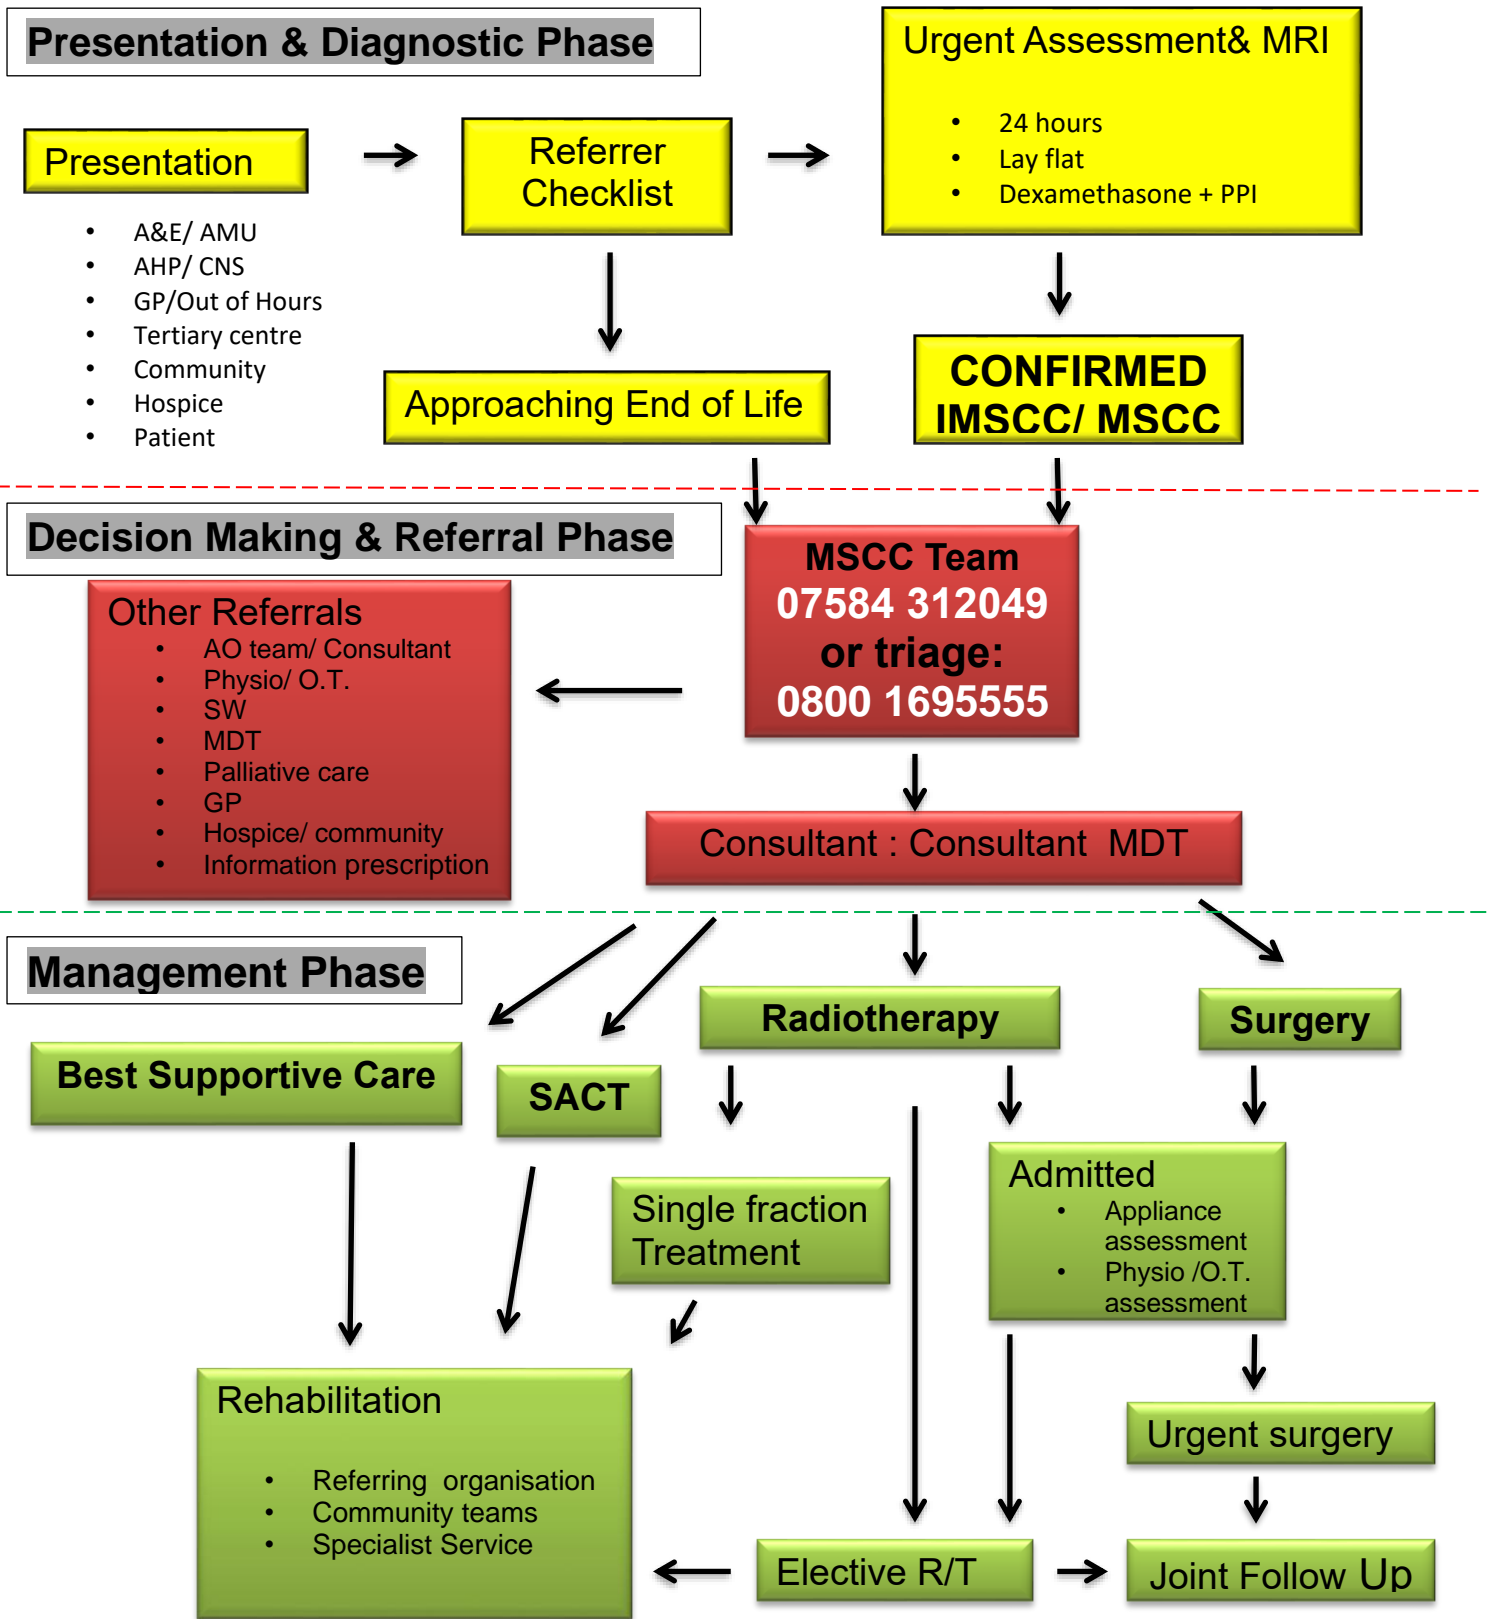 Presentation & Diagnostic Phase
Urgent Assessment& MRI
• 24 hours
• Lay flat
• Dexamethasone + PPI
Presentation
Referrer
Checklist
• A&E/ AMU
• AHP/ CNS
• GP/Out of Hours
• Tertiary centre
• Community
• Hospice
• Patient
Approaching End of Life
CONFIRMED
IMSCC/ MSCC
Decision Making & Referral Phase
MSCC Team
07584 312049
or triage:
0800 1695555
Other Referrals
• AO team/ Consultant
• Physio/ O.T.
• SW
• MDT
• Palliative care
• GP
• Hospice/ community
• Information prescription
Consultant : Consultant MDT
Management Phase
Best Supportive Care
SACT
Radiotherapy
Surgery
Single fraction
Treatment
Admitted
• Appliance
assessment
• Physio /O.T.
assessment
Rehabilitation
• Referring organisation
• Community teams
• Specialist Service
Urgent surgery
Elective R/T
Joint Follow Up